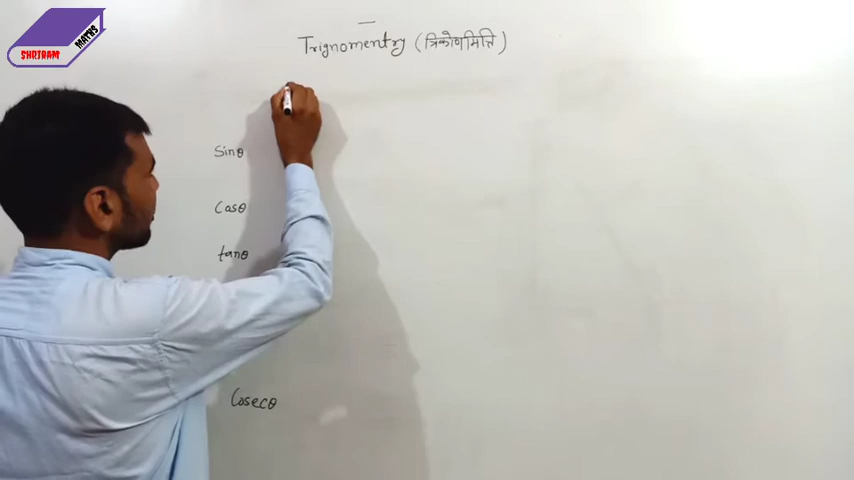 SHRIRAM MATHS
Trignomentry (त्रिकोणमिति)
Sinθ
Cosθ
tanθ
Cosecθ